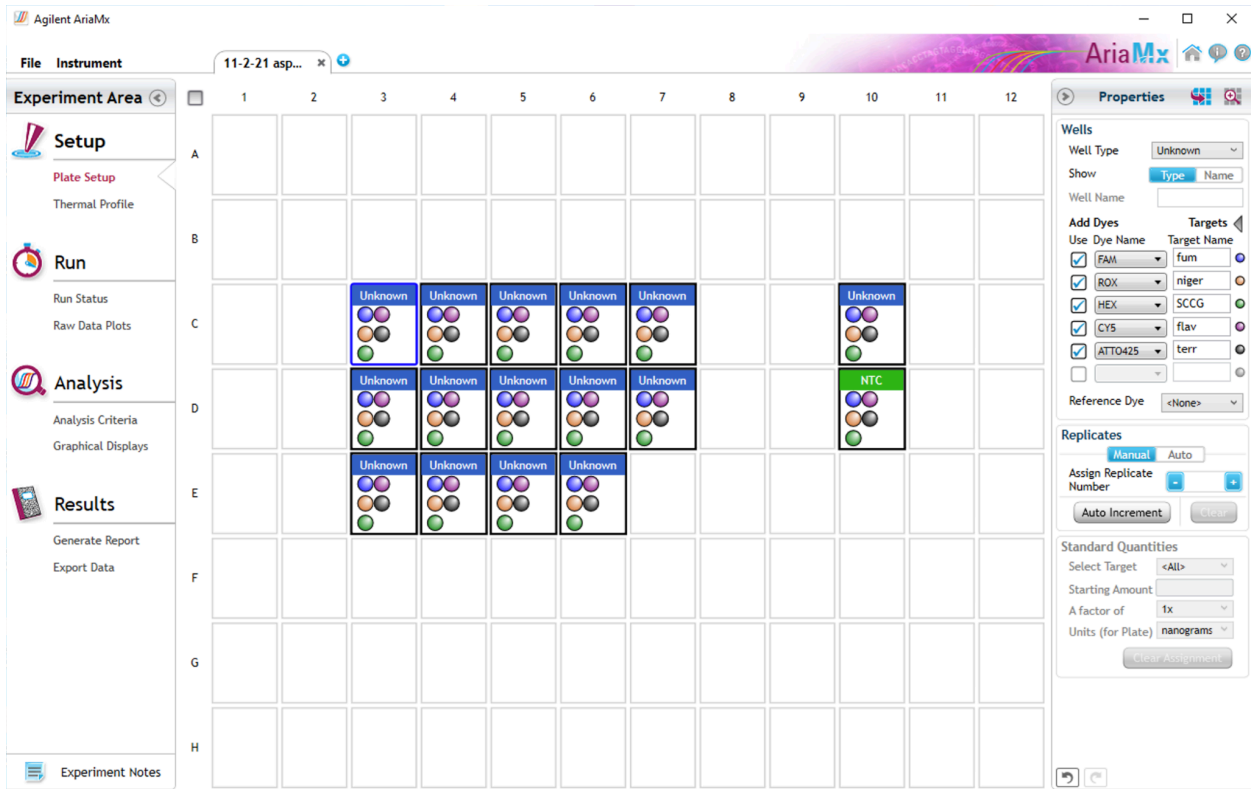 Agilent AriaMx
File Instrument
11-2-21 asp...
AriaMx
Experiment Area
1 2 3 4 5 6 7 8 9 10 11 12
Properties
Setup
Plate Setup
Thermal Profile
Run
Run Status
Raw Data Plots
Analysis
Analysis Criteria
Graphical Displays
Results
Generate Report
Export Data
Experiment Notes
A
B
C
Unknown Unknown Unknown Unknown Unknown Unknown
D
Unknown Unknown Unknown Unknown Unknown NTC
E
Unknown Unknown Unknown Unknown
F
G
H
Wells
Well Type Unknown
Show Type Name
Well Name
Add Dyes Targets
Use Dye Name Target Name
FAM fum
ROX niger
HEX SCCG
CY5 flav
ATTO425 terr
Reference Dye <None>
Replicates
Manual Auto
Assign Replicate
Number - +
Auto Increment Clear
Standard Quantities
Select Target <All>
Starting Amount
A factor of 1x
Units (for Plate) nanograms
Clear Assignment